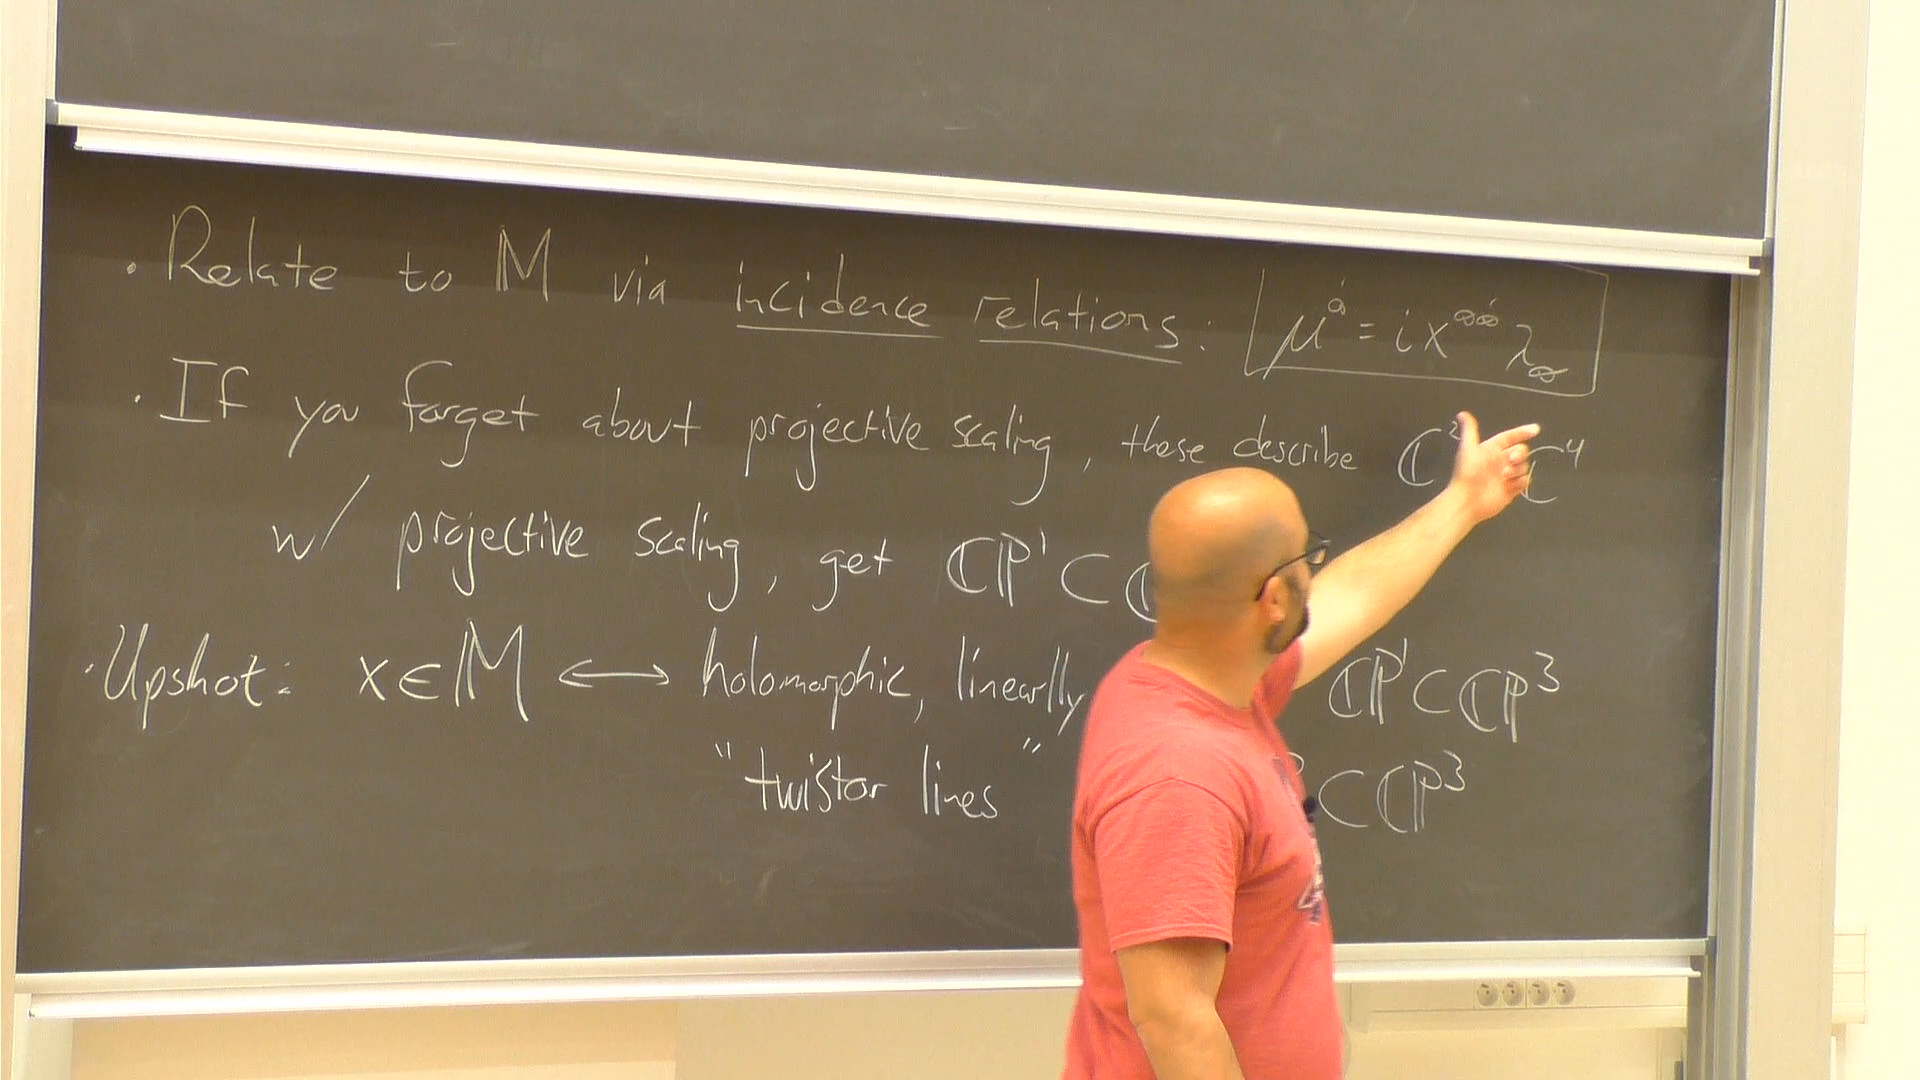 · Relate to 𝕄 via incidence relations: μ^α̇ = i x^αα̇ λ_α
· If you forget about projective scaling, these describe ℂ² ℂ⁴
w/ projective scaling, get ℂℙ¹ ⊂ ℂ
· Upshot: x ∈ 𝕄 ⟷ holomorphic, linearlly ℂℙ¹ ⊂ ℂℙ³
"twistor lines" ⊂ ℂℙ³